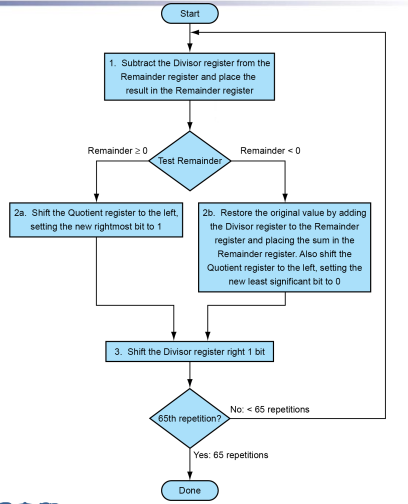 Start
1. Subtract the Divisor register from the
Remainder register and place the
result in the Remainder register
Remainder ≥ 0
Remainder < 0
Test Remainder
2a. Shift the Quotient register to the left,
setting the new rightmost bit to 1
2b. Restore the original value by adding
the Divisor register to the Remainder
register and placing the sum in the
Remainder register. Also shift the
Quotient register to the left, setting the
new least significant bit to 0
3. Shift the Divisor register right 1 bit
65th repetition?
No: < 65 repetitions
Yes: 65 repetitions
Done